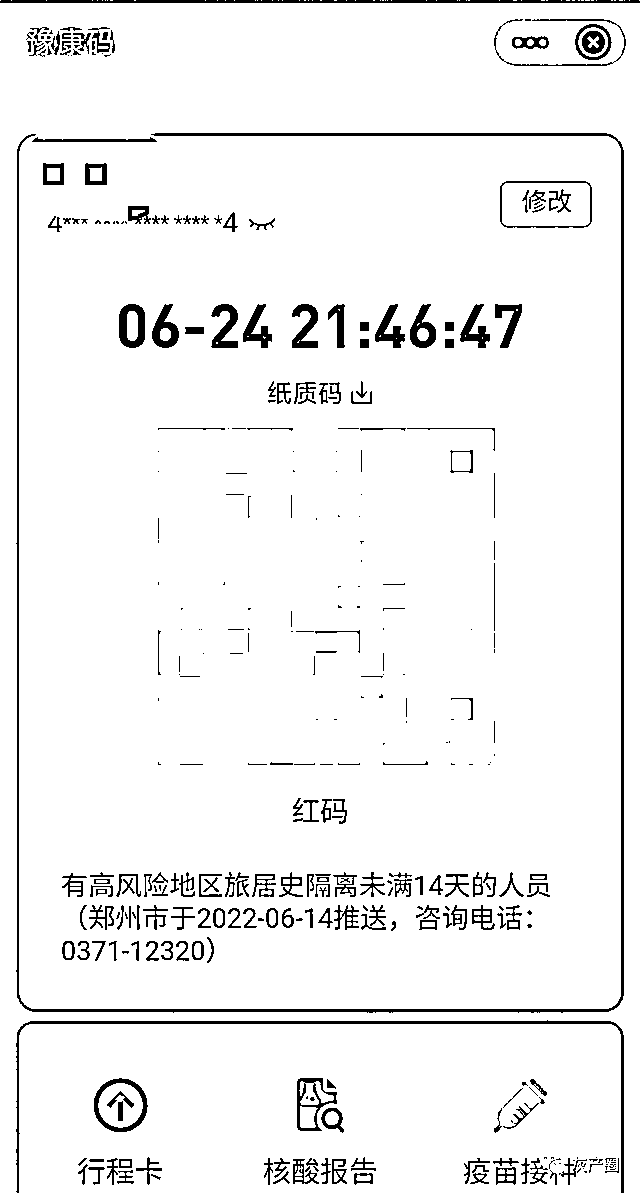 豫康码
修改
06-24 21:46:47
纸质码
红码
有高风险地区旅居史隔离未满14天的人员
（郑州市于2022-06-14推送，咨询电话：
0371-12320）
行程卡 核酸报告 疫苗接种
灰产圈